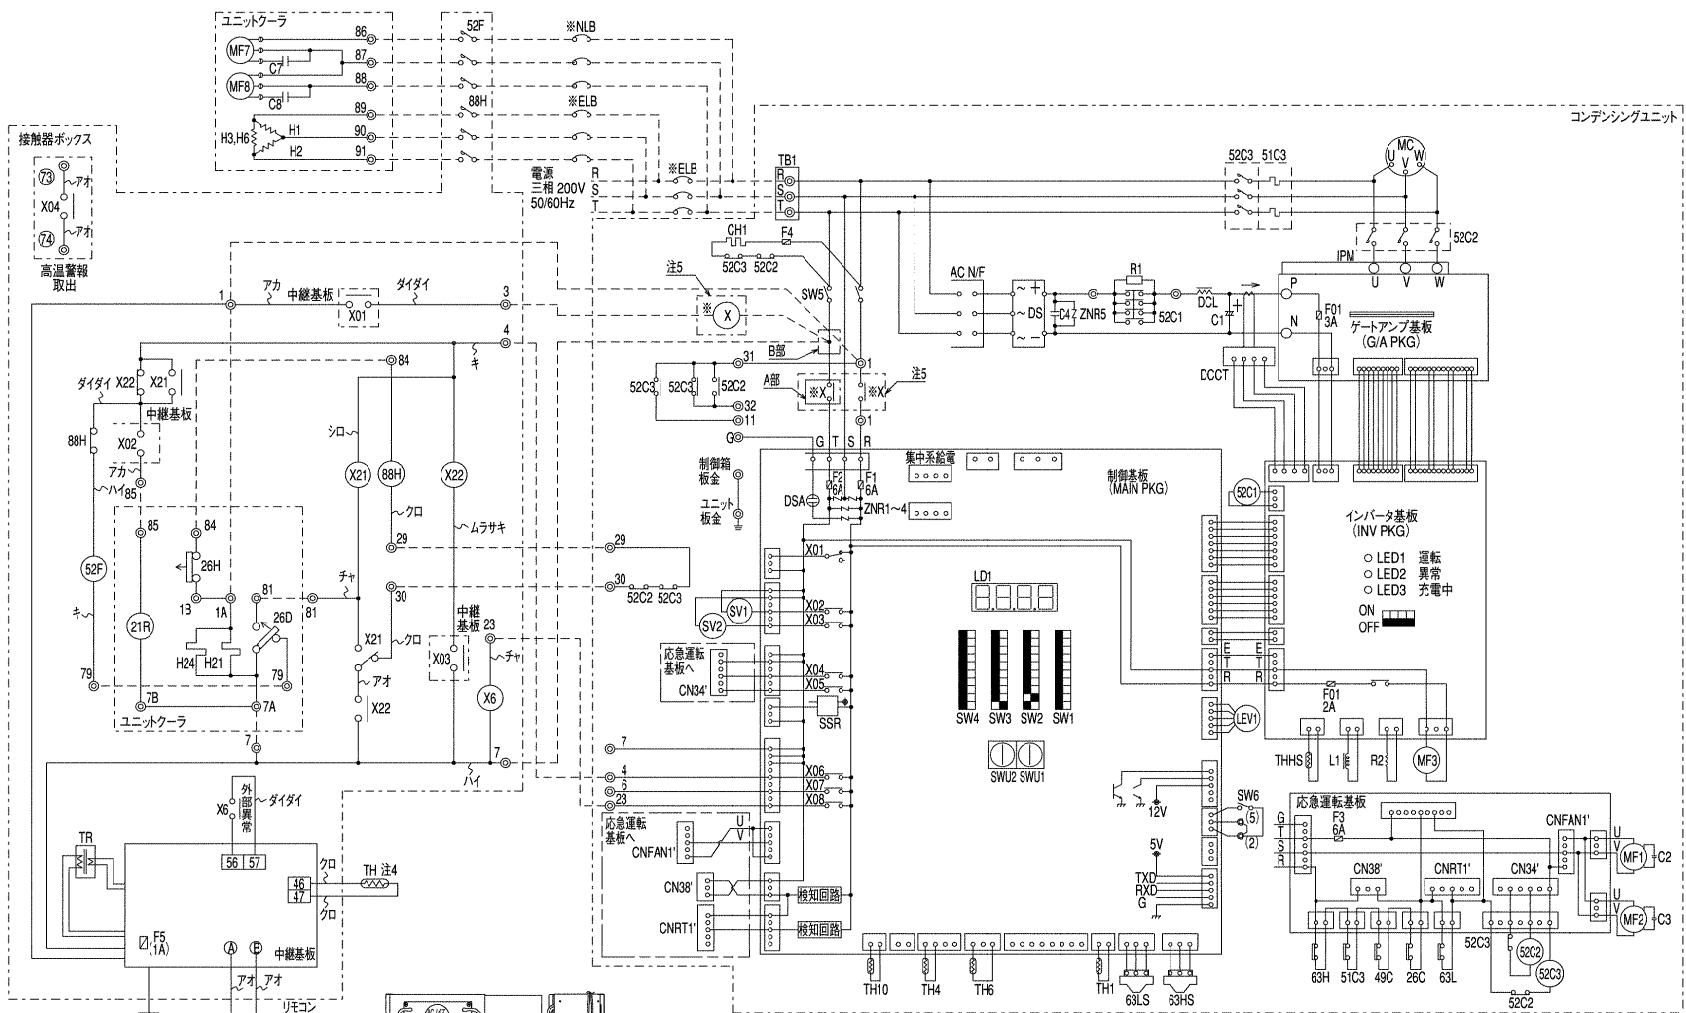 ユニットクーラ
MF7
C7
MF8
C8
86
87
88
89
90
91
H3,H6
H1
H2
52F
88H
※NLB
※ELB
接触器ボックス
73
アオ
X04
アオ
74
高温警報
取出
電源
三相 200V
50/60Hz
R
S
T
※ELB
TB1
R
S
T
コンデンシングユニット
52C3
51C3
MC
U
V
W
52C2
IPM
U
V
W
CH1
F4
52C3
52C2
SW5
注5
※
X
B部
A部
※X
※X
注5
1
1
31
52C3
52C3
52C2
32
11
G
G
T
S
R
AC N/F
~
+
~
DS
~
−
C4
ZNR5
R1
52C1
DCL
C1
+
P
N
F01
3A
ゲートアンプ基板
(G/A PKG)
DCCT
1
アカ
中継基板
X01
ダイダイ
3
4
キ
84
ダイダイ
X22
X21
中継基板
88H
X02
アカ
ハイ
85
シロ
X21
88H
X22
クロ
ムラサキ
29
30
85
84
26H
1B
1A
81
81
チャ
26D
21R
H24
H21
52F
キ
79
79
7B
7A
ユニットクーラ
7
X21
クロ
アオ
X22
中継
基板
X03
23
チャ
X6
7
ハイ
外部異常
X6
ダイダイ
TR
56
57
46
47
クロ
クロ
TH 注4
F5
(1A)
A
B
中継基板
アオ
アオ
リモコン
制御箱
板金
ユニット
板金
DSA
F2
6A
F1
6A
ZNR1~4
集中系給電
制御基板
(MAIN PKG)
29
30
52C2
52C3
X01
X02
X03
SV1
SV2
応急運転
基板へ
CN34'
X04
X05
SSR
7
4
6
23
X06
X07
X08
応急運転
基板へ
U
V
CNFAN1'
CN38'
CNRT1'
検知回路
検知回路
LD1
SW4
SW3
SW2
SW1
SWU2
SWU1
12V
5V
TXD
RXD
G
TH10
TH4
TH6
TH1
63LS
63HS
52C1
インバータ基板
(INV PKG)
LED1 運転
LED2 異常
LED3 充電中
ON
OFF
E
T
R
E
T
R
F01
2A
LEV1
THHS
L1
R2
MF3
SW6
(5)
(2)
応急運転基板
G
T
S
R
F3
6A
CNFAN1'
CN38'
CNRT1'
CN34'
U
V
MF1
C2
U
V
MF2
C3
63H
51C3
49C
26C
63L
52C3
52C2
52C3
52C2